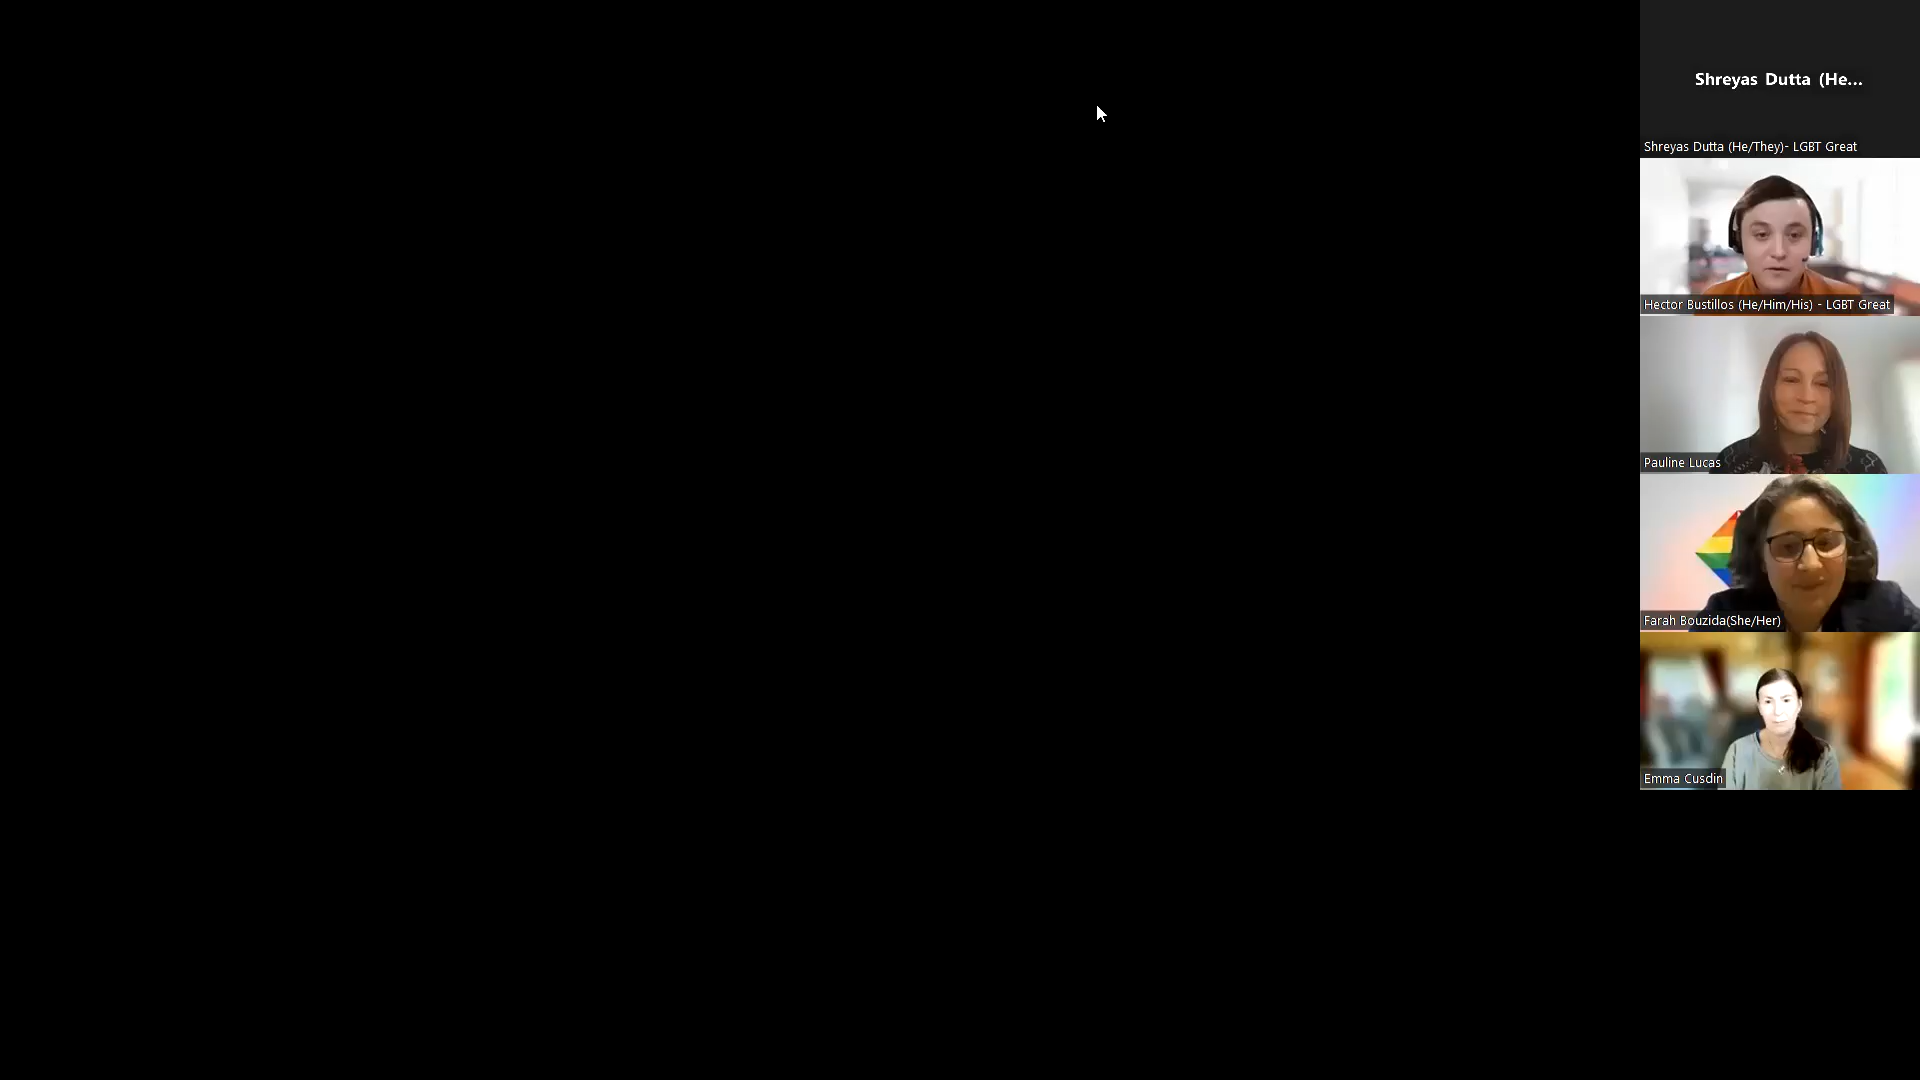 Shreyas Dutta (He...
Shreyas Dutta (He/They)- LGBT Great
Hector Bustillos (He/Him/His) - LGBT Great
Pauline Lucas
Farah Bouzida(She/Her)
Emma Cusdin